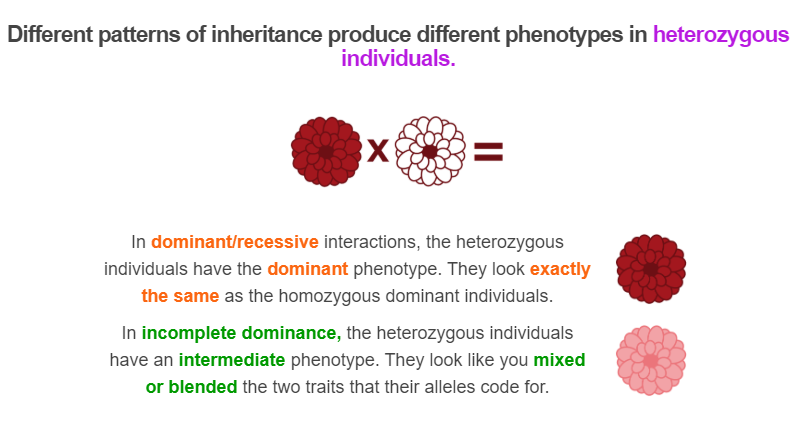 Different patterns of inheritance produce different phenotypes in heterozygous
individuals.
x =
In dominant/recessive interactions, the heterozygous
individuals have the dominant phenotype. They look exactly
the same as the homozygous dominant individuals.
In incomplete dominance, the heterozygous individuals
have an intermediate phenotype. They look like you mixed
or blended the two traits that their alleles code for.